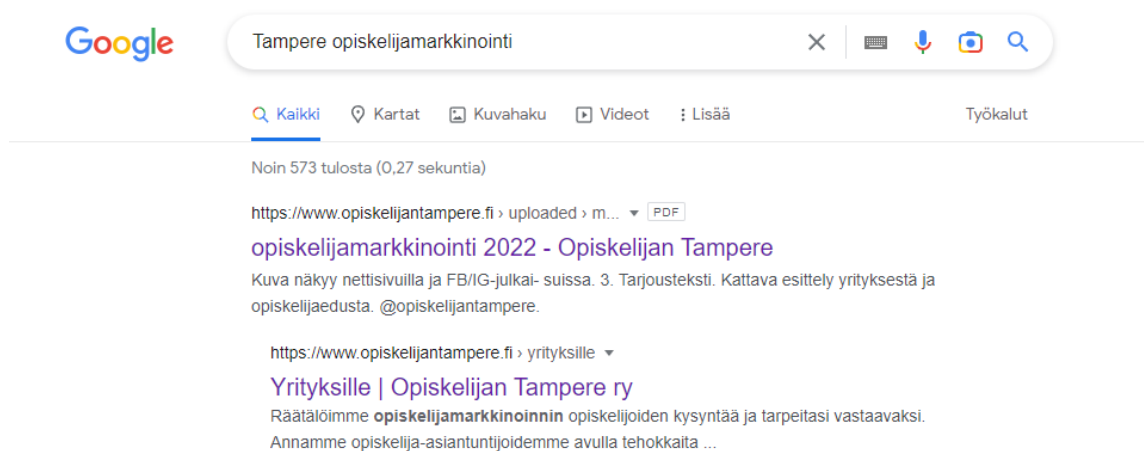 Google
Tampere opiskelijamarkkinointi
Kaikki Kartat Kuvahaku Videot Lisää Työkalut
Noin 573 tulosta (0,27 sekuntia)
https://www.opiskelijantampere.fi › uploaded › m... PDF
opiskelijamarkkinointi 2022 - Opiskelijan Tampere
Kuva näkyy nettisivuilla ja FB/IG-julkai- suissa. 3. Tarjousteksti. Kattava esittely yrityksestä ja
opiskelijaedusta. @opiskelijantampere.
https://www.opiskelijantampere.fi › yrityksille
Yrityksille | Opiskelijan Tampere ry
Räätälöimme opiskelijamarkkinoinnin opiskelijoiden kysyntää ja tarpeitasi vastaavaksi.
Annamme opiskelija-asiantuntijoidemme avulla tehokkaita ...